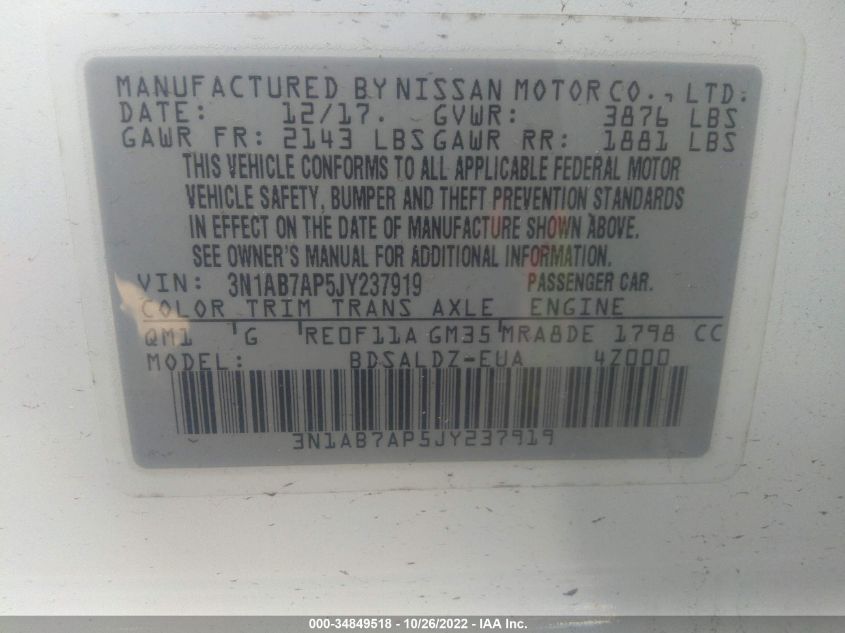 MANUFACTURED BY NISSAN MOTOR CO., LTD.
DATE: 12/17. GVWR: 3876 LBS
GAWR FR: 2143 LBS GAWR RR: 1881 LBS
THIS VEHICLE CONFORMS TO ALL APPLICABLE FEDERAL MOTOR
VEHICLE SAFETY, BUMPER AND THEFT PREVENTION STANDARDS
IN EFFECT ON THE DATE OF MANUFACTURE SHOWN ABOVE.
SEE OWNER'S MANUAL FOR ADDITIONAL INFORMATION.
VIN: 3N1AB7AP5JY237919 PASSENGER CAR.
COLOR TRIM TRANS AXLE ENGINE
QM1 G RE0F11A GM35 MRA8DE 1798 CC
MODEL: BDSALDZ-EUA 4Z000
3N1AB7AP5JY237919
000-34849518 - 10/26/2022 - IAA Inc.